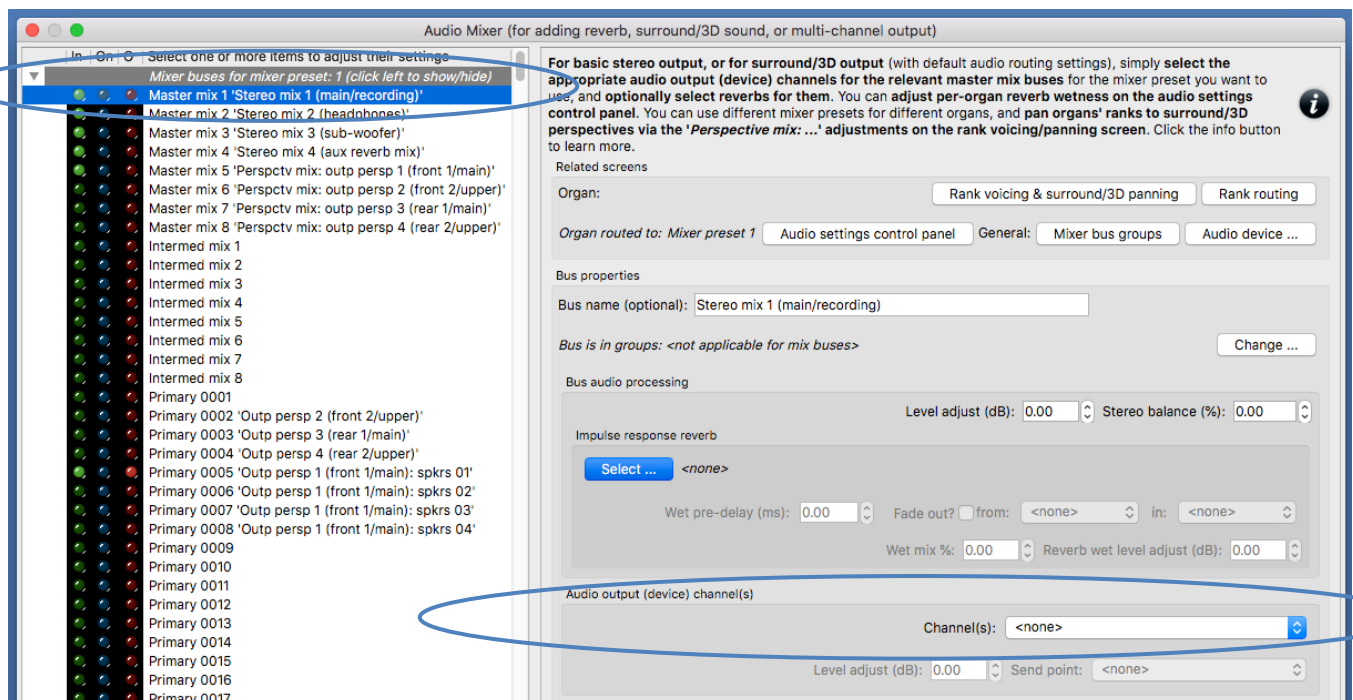 Audio Mixer (for adding reverb, surround/3D sound, or multi-channel output)
In On O Select one or more items to adjust their settings
Mixer buses for mixer preset: 1 (click left to show/hide)
Master mix 1 'Stereo mix 1 (main/recording)'
Master mix 2 'Stereo mix 2 (headphones)'
Master mix 3 'Stereo mix 3 (sub-woofer)'
Master mix 4 'Stereo mix 4 (aux reverb mix)'
Master mix 5 'Perspctv mix: outp persp 1 (front 1/main)'
Master mix 6 'Perspctv mix: outp persp 2 (front 2/upper)'
Master mix 7 'Perspctv mix: outp persp 3 (rear 1/main)'
Master mix 8 'Perspctv mix: outp persp 4 (rear 2/upper)'
Intermed mix 1
Intermed mix 2
Intermed mix 3
Intermed mix 4
Intermed mix 5
Intermed mix 6
Intermed mix 7
Intermed mix 8
Primary 0001
Primary 0002 'Outp persp 2 (front 2/upper)'
Primary 0003 'Outp persp 3 (rear 1/main)'
Primary 0004 'Outp persp 4 (rear 2/upper)'
Primary 0005 'Outp persp 1 (front 1/main): spkrs 01'
Primary 0006 'Outp persp 1 (front 1/main): spkrs 02'
Primary 0007 'Outp persp 1 (front 1/main): spkrs 03'
Primary 0008 'Outp persp 1 (front 1/main): spkrs 04'
Primary 0009
Primary 0010
Primary 0011
Primary 0012
Primary 0013
Primary 0014
Primary 0015
Primary 0016
Primary 0017
For basic stereo output, or for surround/3D output (with default audio routing settings), simply select the
appropriate audio output (device) channels for the relevant master mix buses for the mixer preset you want to
use, and optionally select reverbs for them. You can adjust per-organ reverb wetness on the audio settings
control panel. You can use different mixer presets for different organs, and pan organs' ranks to surround/3D
perspectives via the 'Perspective mix: ...' adjustments on the rank voicing/panning screen. Click the info button
to learn more.
Related screens
Organ: Rank voicing & surround/3D panning Rank routing
Organ routed to: Mixer preset 1 Audio settings control panel General: Mixer bus groups Audio device ...
Bus properties
Bus name (optional): Stereo mix 1 (main/recording)
Bus is in groups: <not applicable for mix buses> Change ...
Bus audio processing
Level adjust (dB): 0.00 Stereo balance (%): 0.00
Impulse response reverb
Select ... <none>
Wet pre-delay (ms): 0.00 Fade out? from: <none> in: <none>
Wet mix %: 0.00 Reverb wet level adjust (dB): 0.00
Audio output (device) channel(s)
Channel(s): <none>
Level adjust (dB): 0.00 Send point: <none>